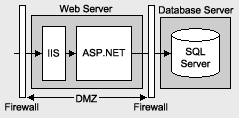 Web Server
Database Server
IIS
ASP.NET
SQL
Server
DMZ
Firewall
Firewall